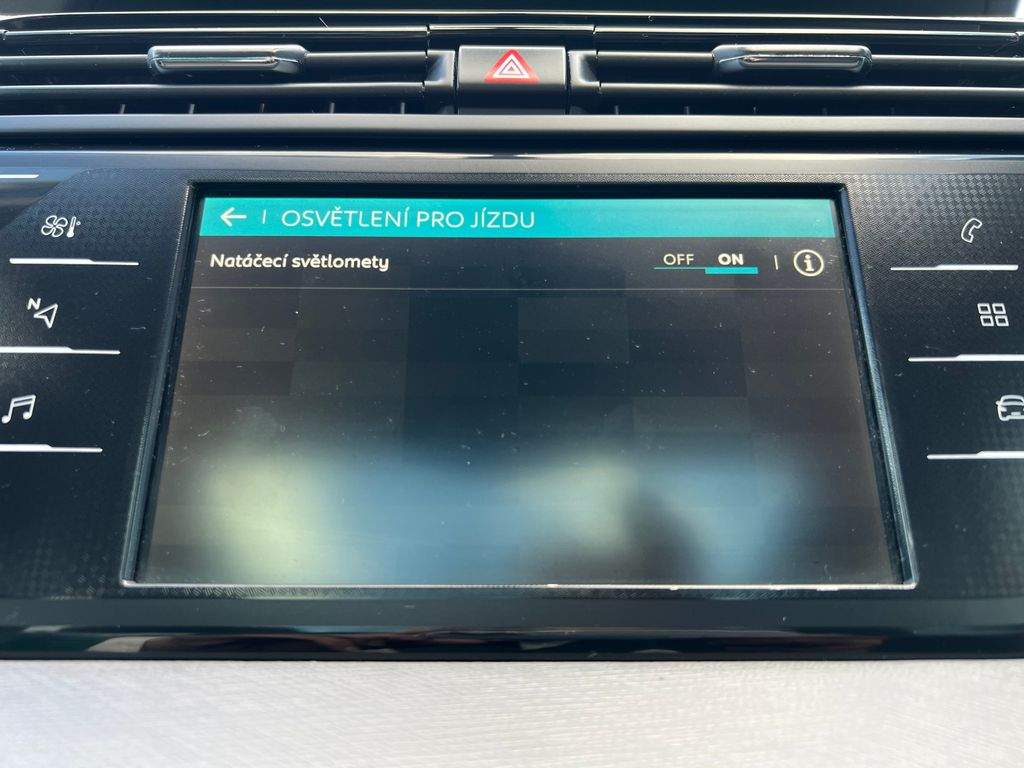 OSVĚTLENÍ PRO JÍZDU
Natáčecí světlomety OFF ON
N